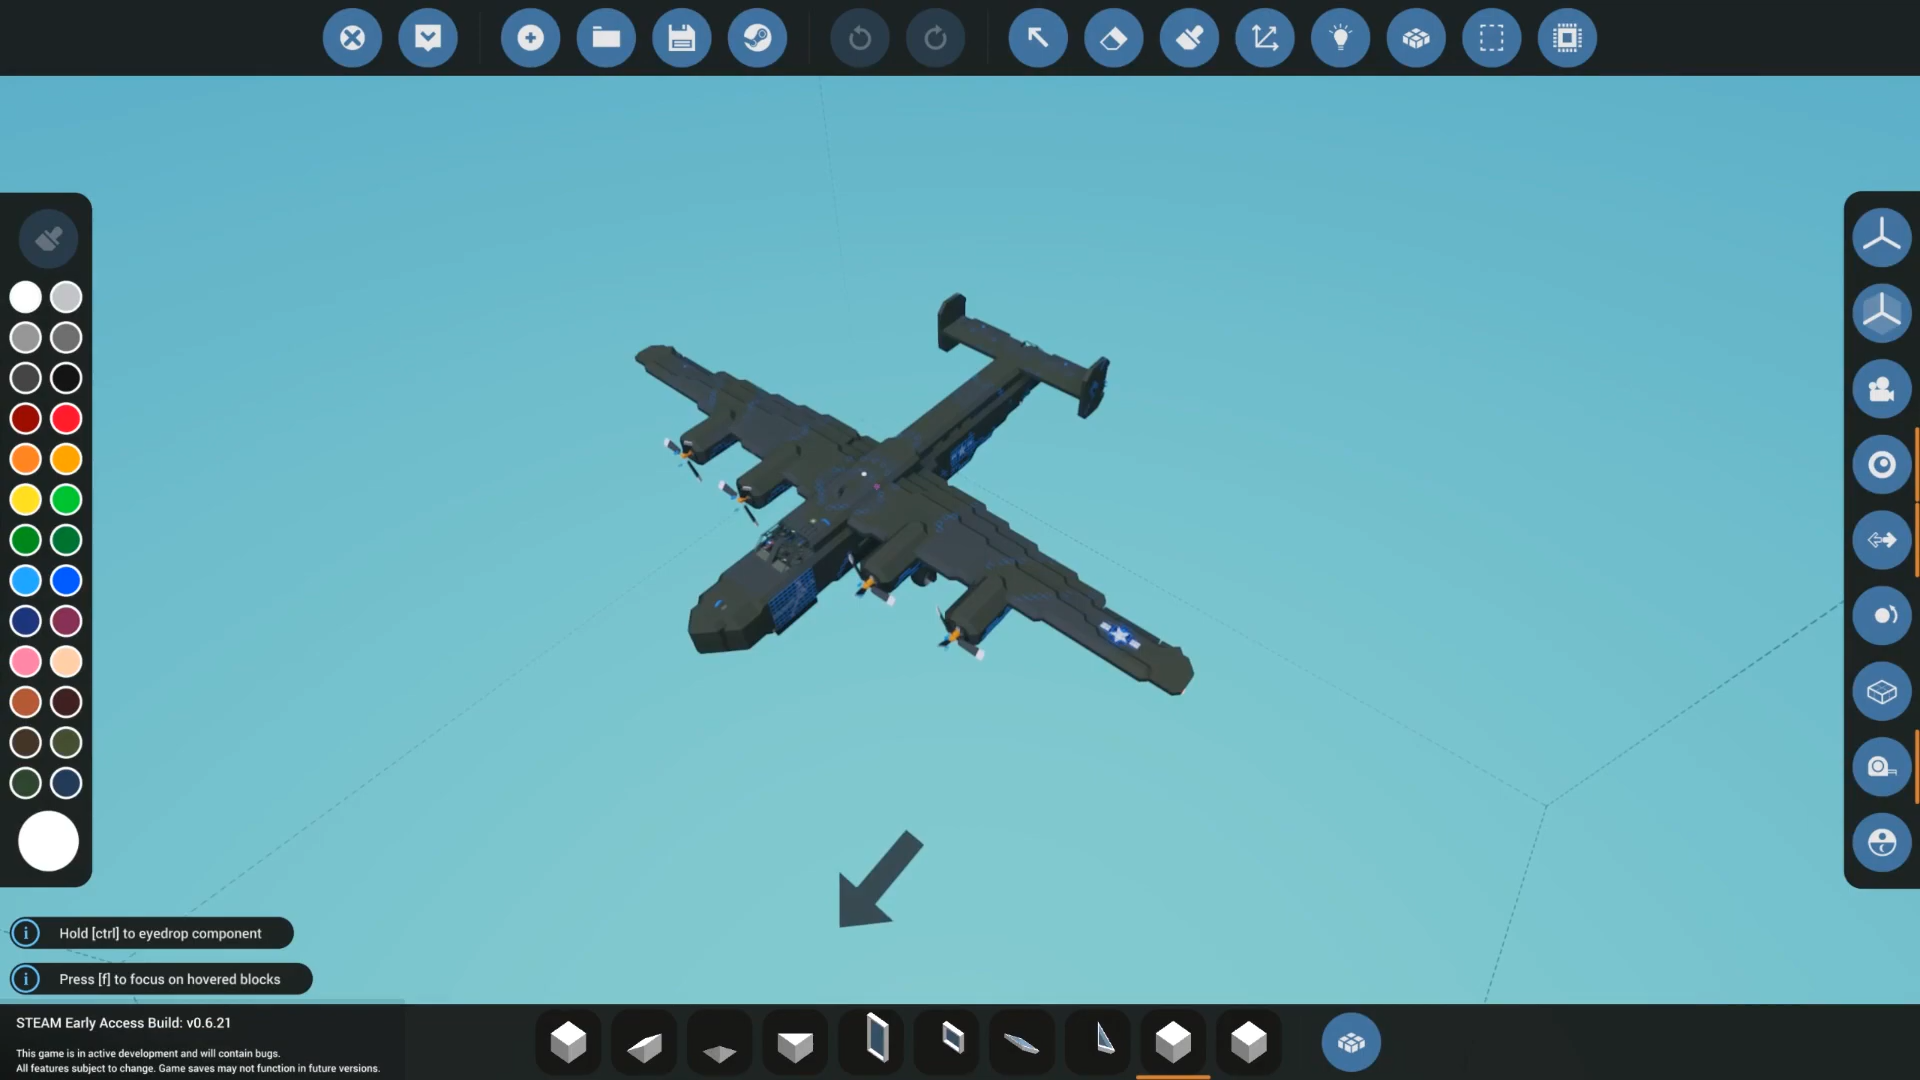 Hold [ctrl] to eyedrop component
Press [f] to focus on hovered blocks
STEAM Early Access Build: v0.6.21
This game is in active development and will contain bugs.
All features subject to change. Game saves may not function in future versions.